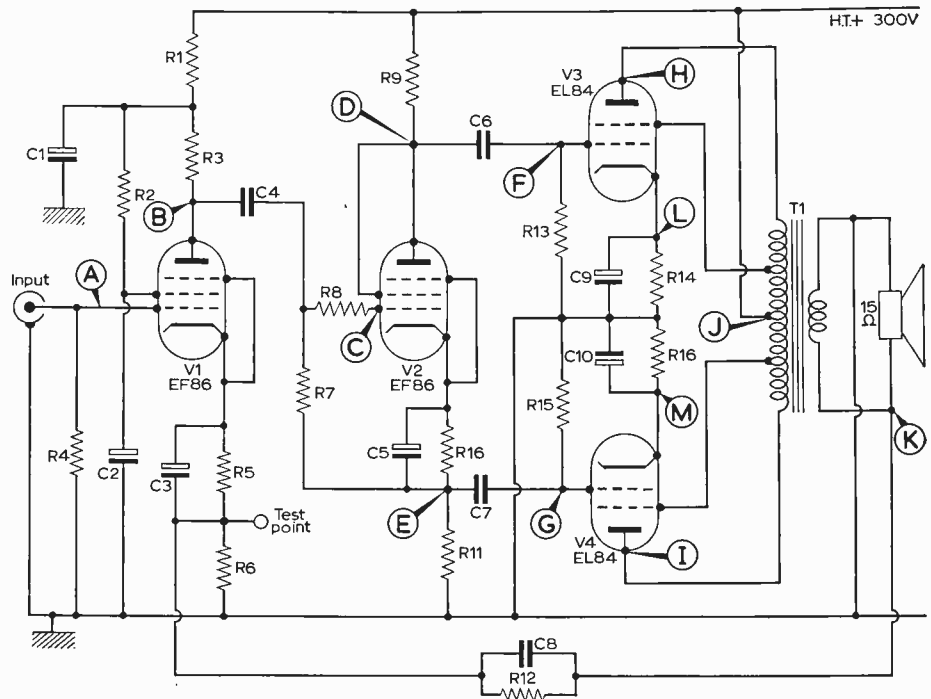 H.T.+ 300V
R1
R9
V3
EL84
H
D
C6
C1
R3
C4
F
R2
B
L
T1
R13
Input
A
C9
R14
R8
J
15
Ω
C
C10
R16
V1
EF86
V2
EF86
M
R7
R15
K
R4
C5
R16
C2
C3
R5
E
C7
G
Test
point
V4
EL84
I
R6
R11
C8
R12